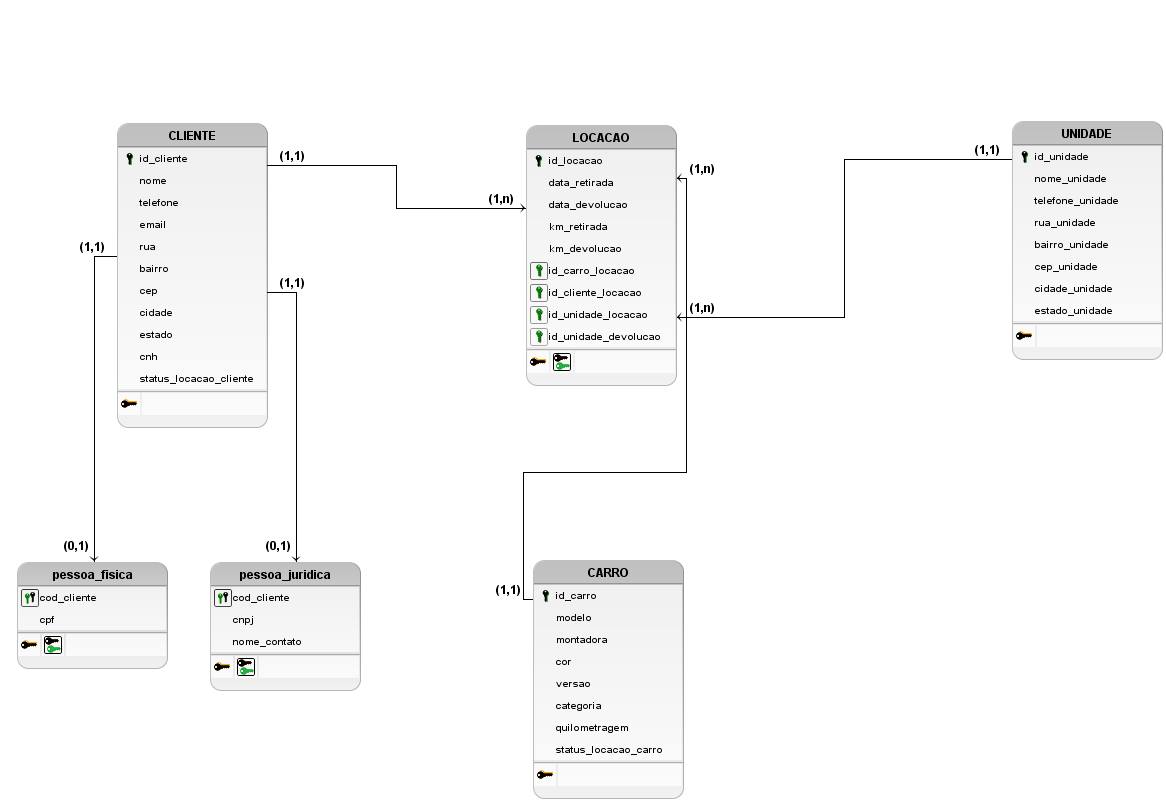 CLIENTE
id_cliente
nome
telefone
email
rua
bairro
cep
cidade
estado
cnh
status_locacao_cliente
(1,1)
(1,n)
(1,1)
(1,1)
(0,1)
(0,1)
LOCACAO
id_locacao
data_retirada
data_devolucao
km_retirada
km_devolucao
id_carro_locacao
id_cliente_locacao
id_unidade_locacao
id_unidade_devolucao
(1,n)
(1,n)
(1,1)
UNIDADE
id_unidade
nome_unidade
telefone_unidade
rua_unidade
bairro_unidade
cep_unidade
cidade_unidade
estado_unidade
pessoa_fisica
cod_cliente
cpf
pessoa_juridica
cod_cliente
cnpj
nome_contato
(1,1)
CARRO
id_carro
modelo
montadora
cor
versao
categoria
quilometragem
status_locacao_carro